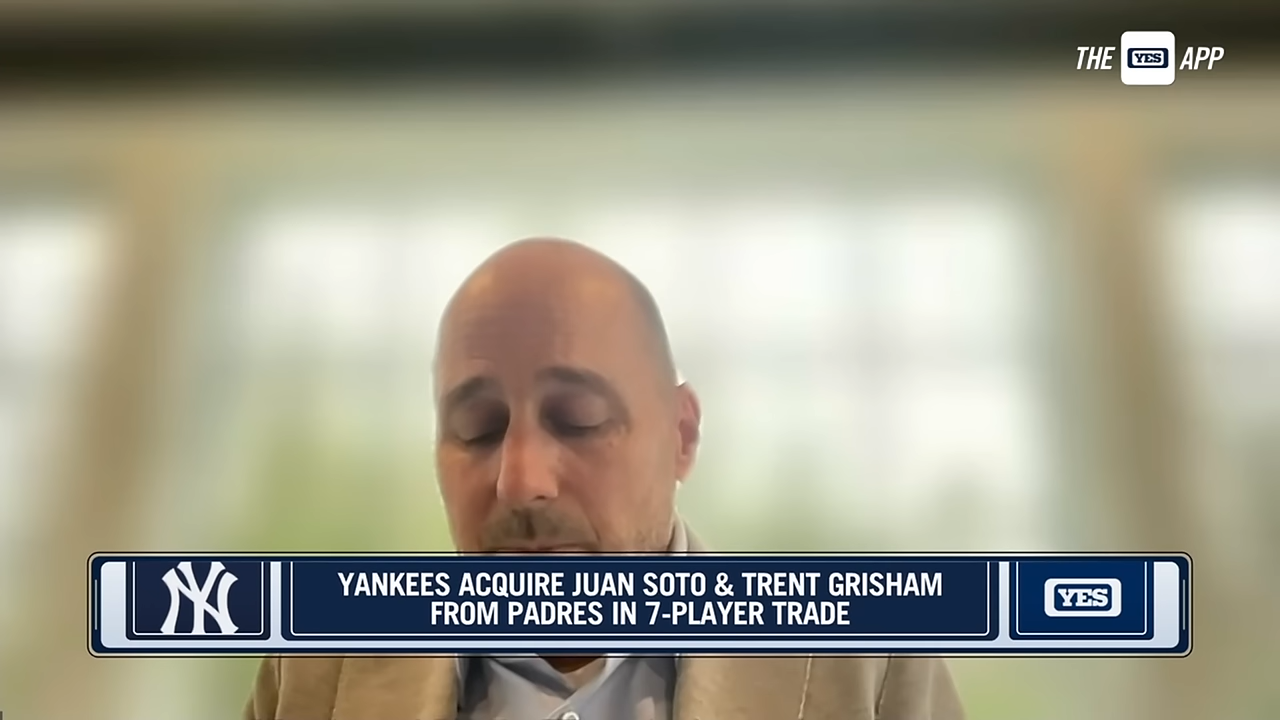 THE YES APP
YANKEES ACQUIRE JUAN SOTO & TRENT GRISHAM
FROM PADRES IN 7-PLAYER TRADE
NY
YES